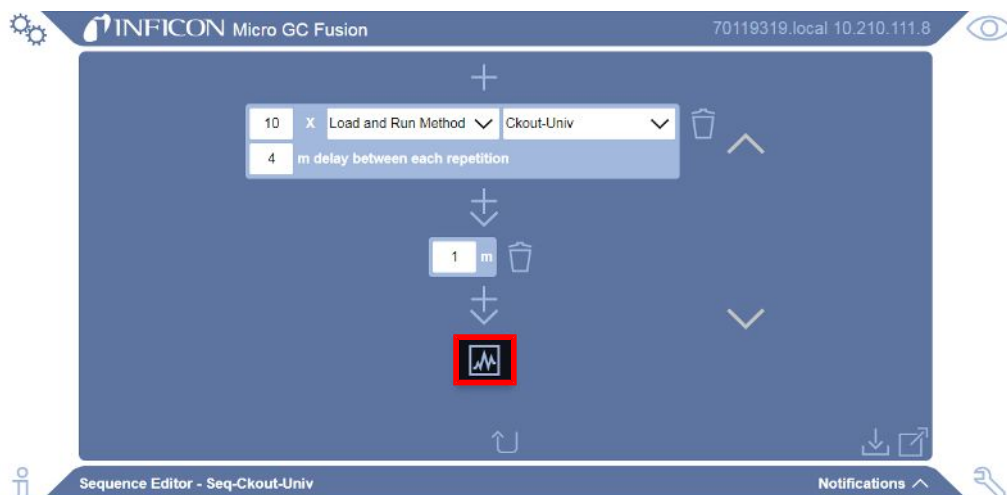 INFICON Micro GC Fusion
70119319.local 10.210.111.8
10 X Load and Run Method Ckout-Univ
4 m delay between each repetition
1 m
Sequence Editor - Seq-Ckout-Univ
Notifications